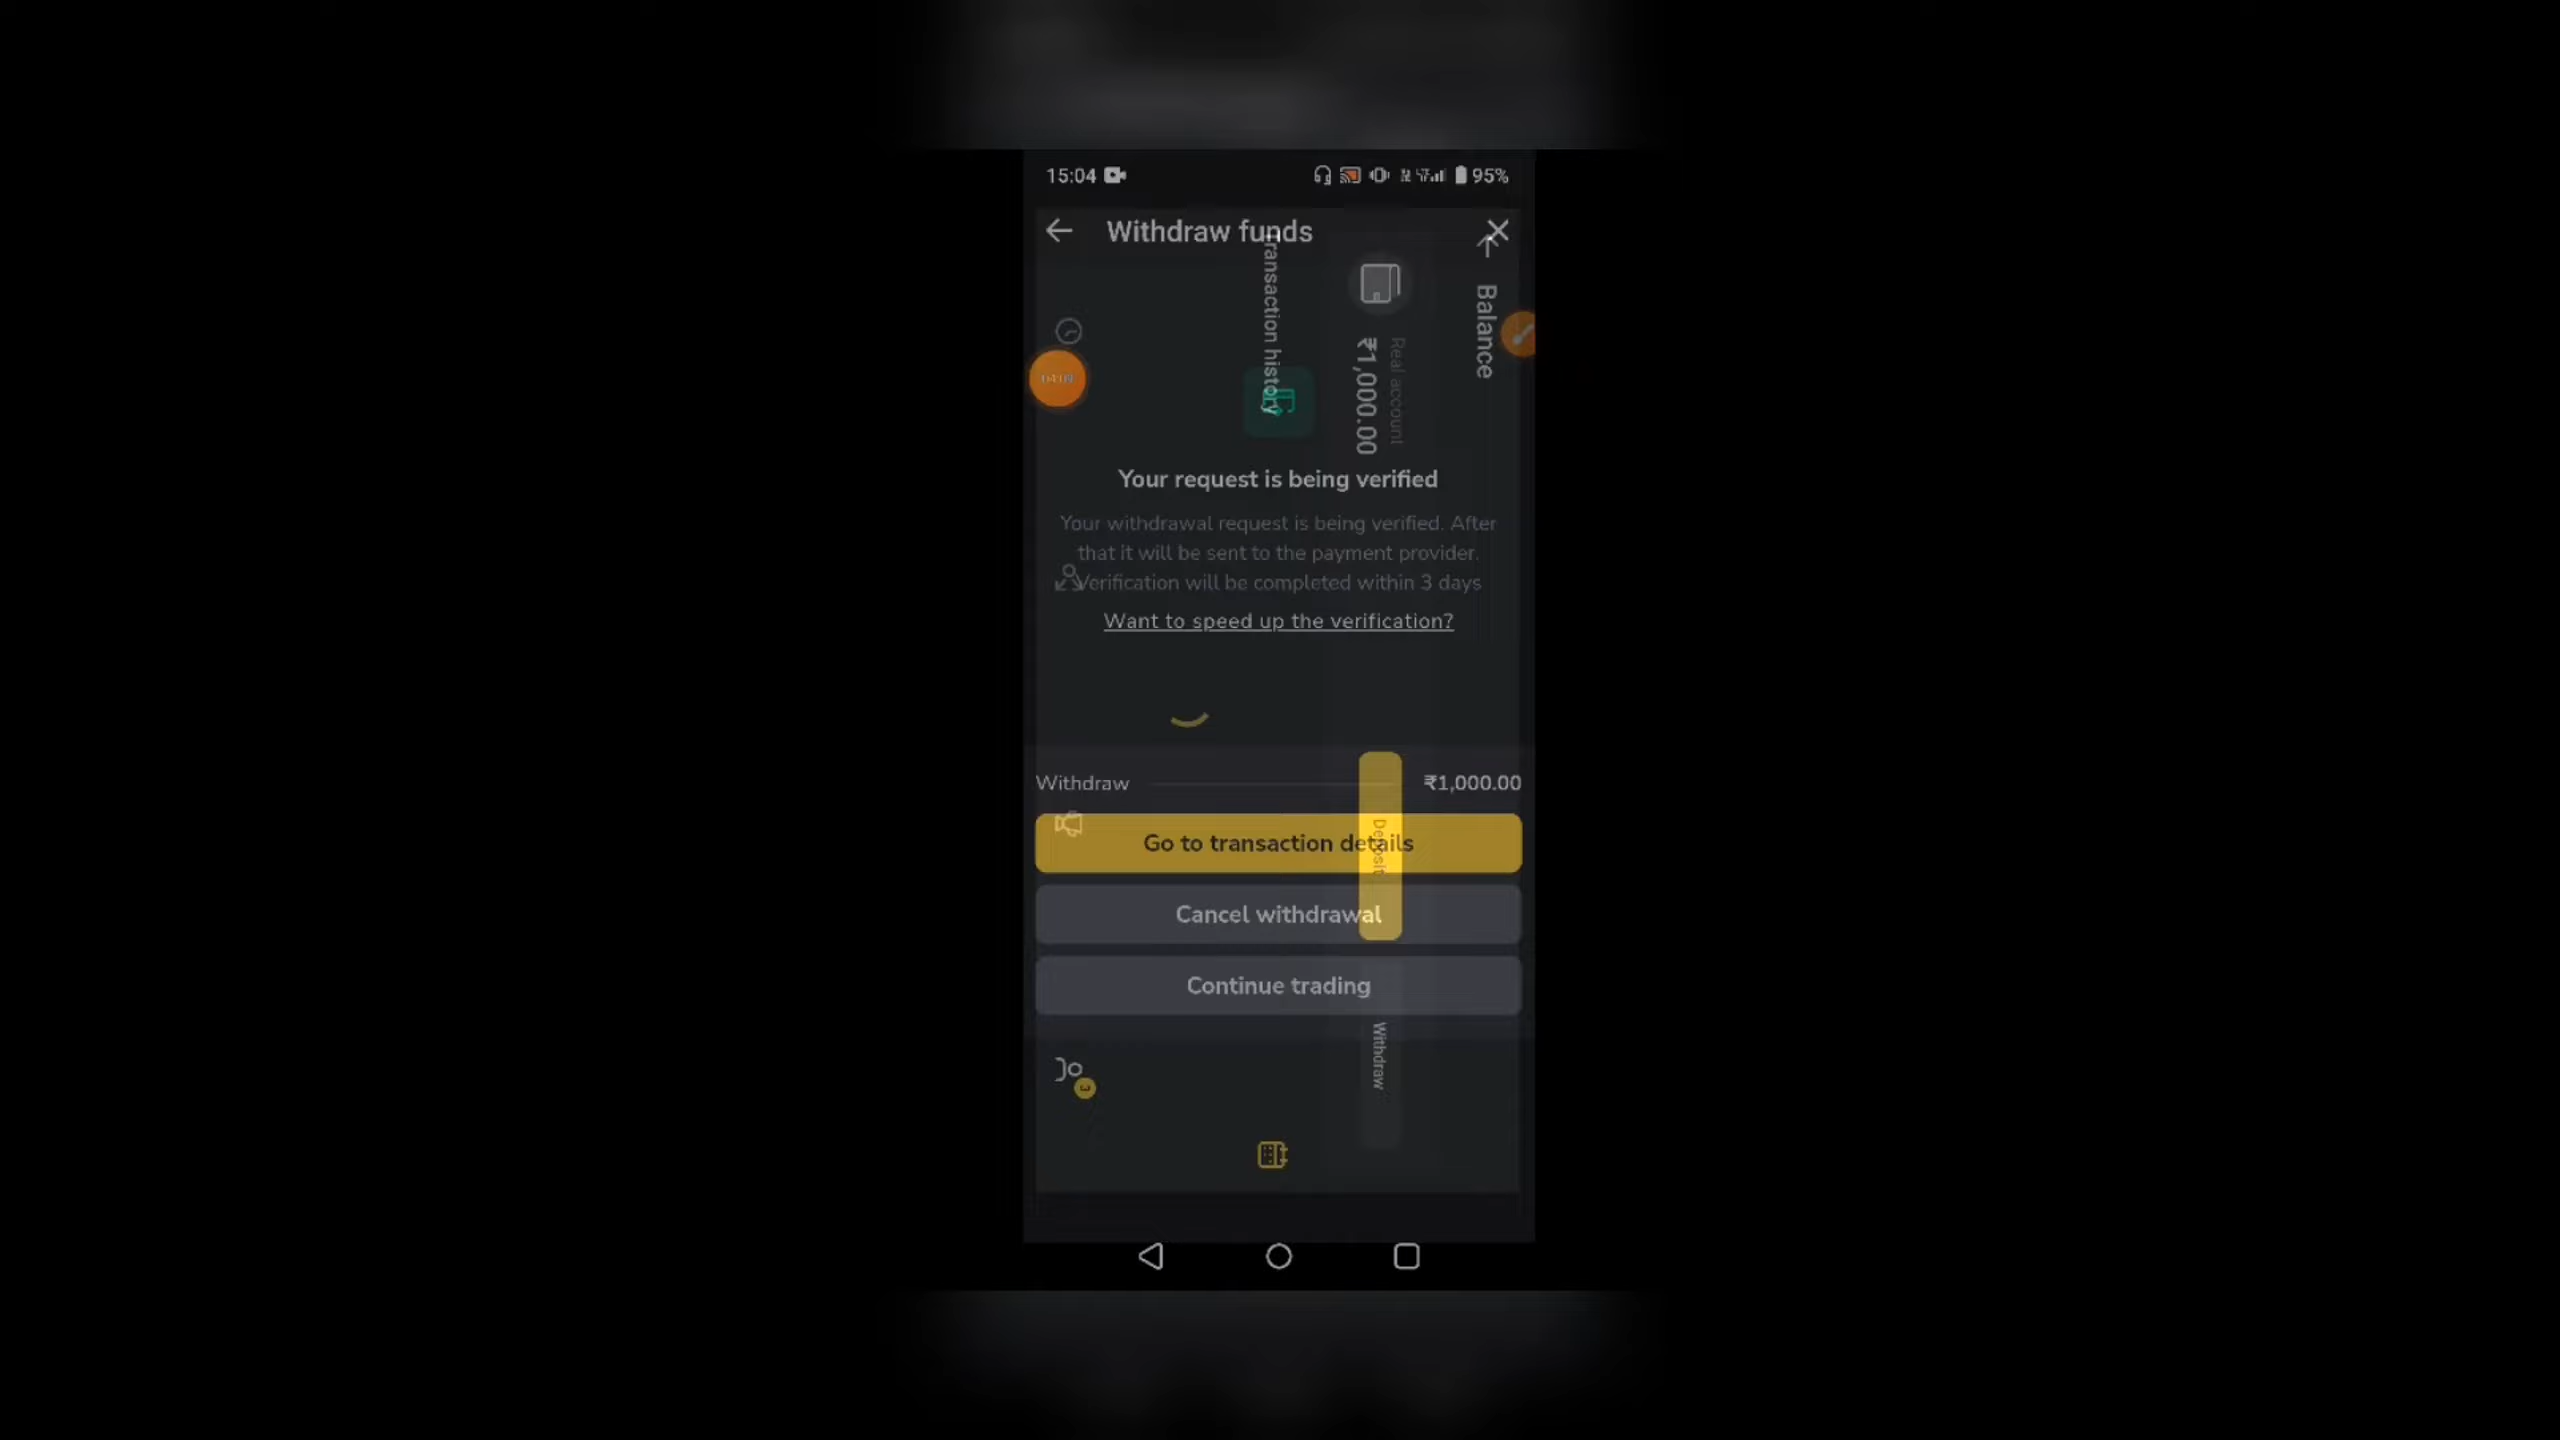 15:04
95%
Withdraw funds
Your request is being verified
Your withdrawal request is being verified. After
that it will be sent to the payment provider.
Verification will be completed within 3 days
Want to speed up the verification?
Withdraw
₹1,000.00
Go to transaction details
Cancel withdrawal
Continue trading
Balance
Real account
₹1,000.00
Deposit
Withdraw
Transaction history
3